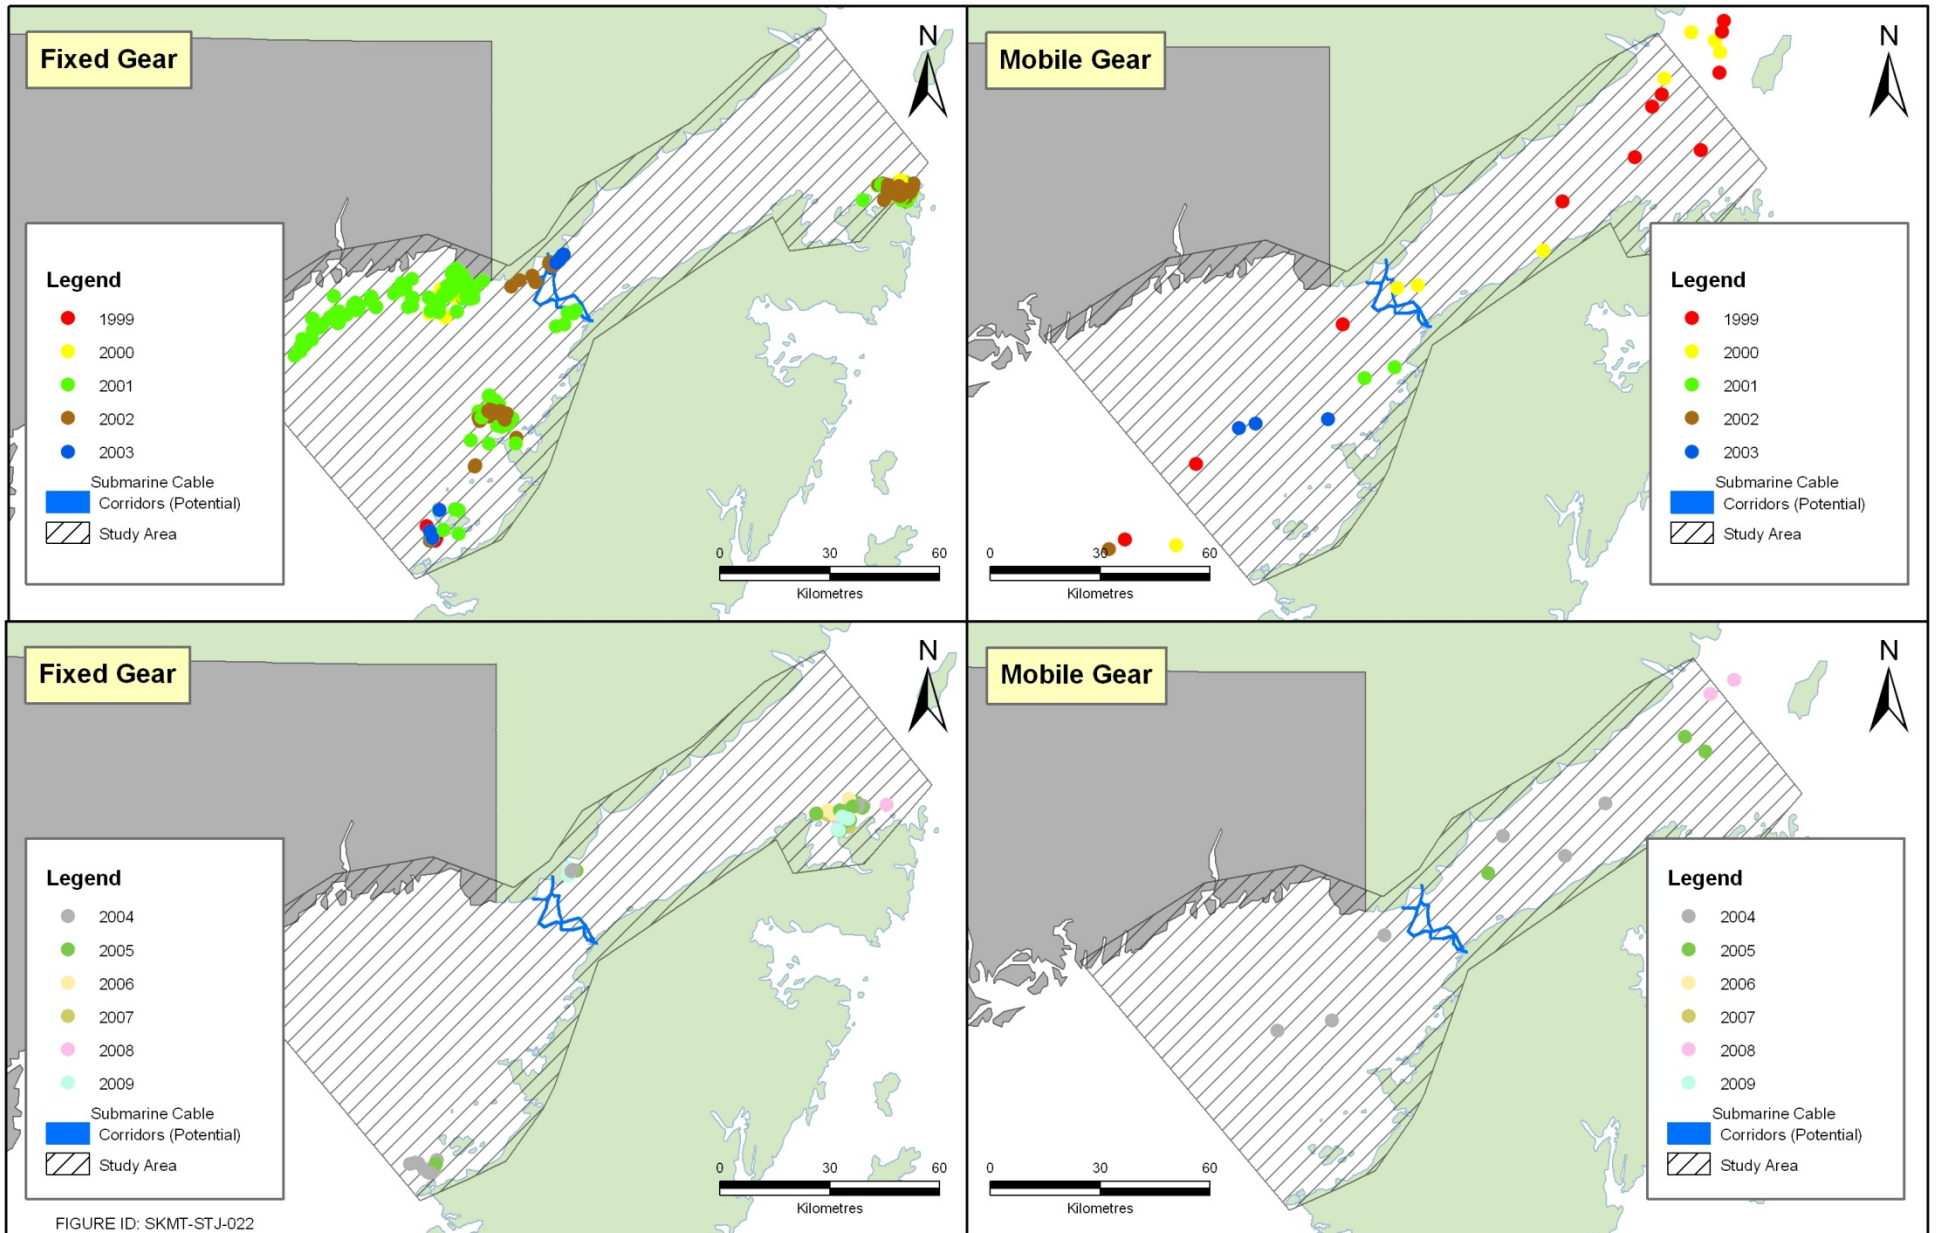 Fixed Gear
N
Legend
1999
2000
2001
2002
2003
Submarine Cable
Corridors (Potential)
Study Area
0 30 60
Kilometres
Mobile Gear
N
Legend
1999
2000
2001
2002
2003
Submarine Cable
Corridors (Potential)
Study Area
0 30 60
Kilometres
Fixed Gear
N
Legend
2004
2005
2006
2007
2008
2009
Submarine Cable
Corridors (Potential)
Study Area
0 30 60
Kilometres
FIGURE ID: SKMT-STJ-022
Mobile Gear
N
Legend
2004
2005
2006
2007
2008
2009
Submarine Cable
Corridors (Potential)
Study Area
0 30 60
Kilometres